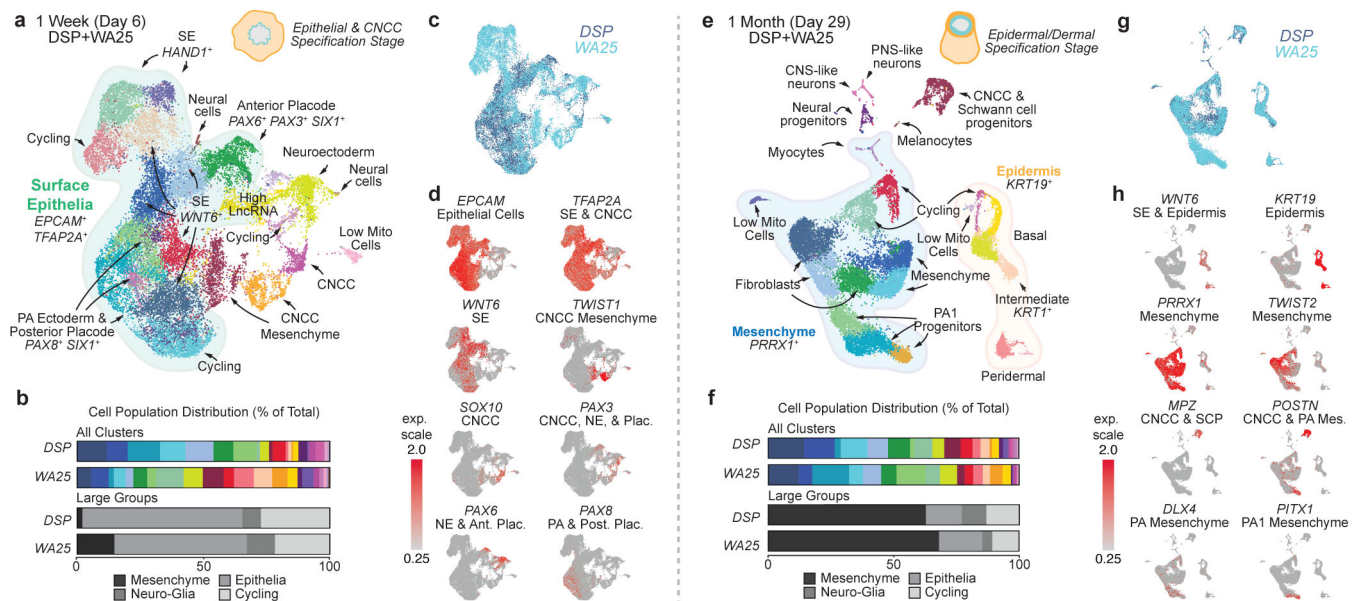 a
1 Week (Day 6)
DSP+WA25
Epithelial & CNCC
Specification Stage
SE
HAND1⁺
Neural
cells
Anterior Placode
PAX6⁺ PAX3⁺ SIX1⁺
Cycling
Neuroectoderm
Neural
cells
Surface
Epithelia
EPCAM⁺
TFAP2A⁺
SE
WNT6⁺
High
LncRNA
Cycling
Low Mito
Cells
CNCC
CNCC
Mesenchyme
PA Ectoderm &
Posterior Placode
PAX8⁺ SIX1⁺
Cycling
b
Cell Population Distribution (% of Total)
All Clusters
DSP
WA25
Large Groups
DSP
WA25
0
50
100
Mesenchyme
Epithelia
Neuro-Glia
Cycling
c
DSP
WA25
d
EPCAM
Epithelial Cells
TFAP2A
SE & CNCC
WNT6
SE
TWIST1
CNCC Mesenchyme
SOX10
CNCC
PAX3
CNCC, NE, & Plac.
exp.
scale
2.0
0.25
PAX6
NE & Ant. Plac.
PAX8
PA & Post. Plac.
e
1 Month (Day 29)
DSP+WA25
Epidermal/Dermal
Specification Stage
PNS-like
neurons
CNS-like
neurons
Neural
progenitors
CNCC &
Schwann cell
progenitors
Melanocytes
Myocytes
Epidermis
KRT19⁺
Low Mito
Cells
Cycling
Low Mito
Cells
Basal
Fibroblasts
Mesenchyme
Intermediate
KRT1⁺
PA1
Progenitors
Mesenchyme
PRRX1⁺
Peridermal
f
Cell Population Distribution (% of Total)
All Clusters
DSP
WA25
Large Groups
DSP
WA25
0
50
100
Mesenchyme
Epithelia
Neuro-Glia
Cycling
g
DSP
WA25
h
WNT6
SE & Epidermis
KRT19
Epidermis
PRRX1
Mesenchyme
TWIST2
Mesenchyme
MPZ
CNCC & SCP
POSTN
CNCC & PA Mes.
exp.
scale
2.0
0.25
DLX4
PA Mesenchyme
PITX1
PA1 Mesenchyme